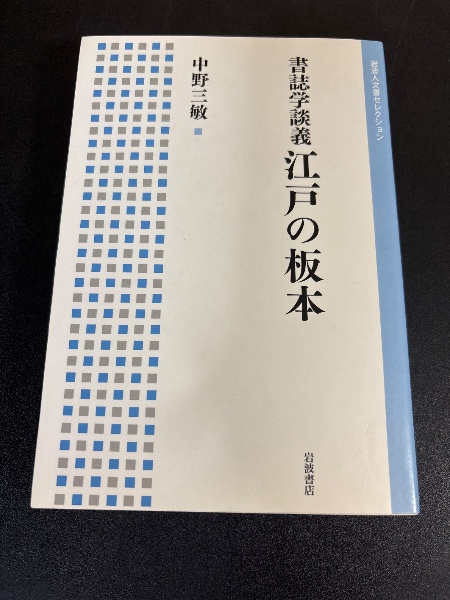 岩波人文書セレクション
書誌学談義
江戸の板本
中野三敏
岩波書店